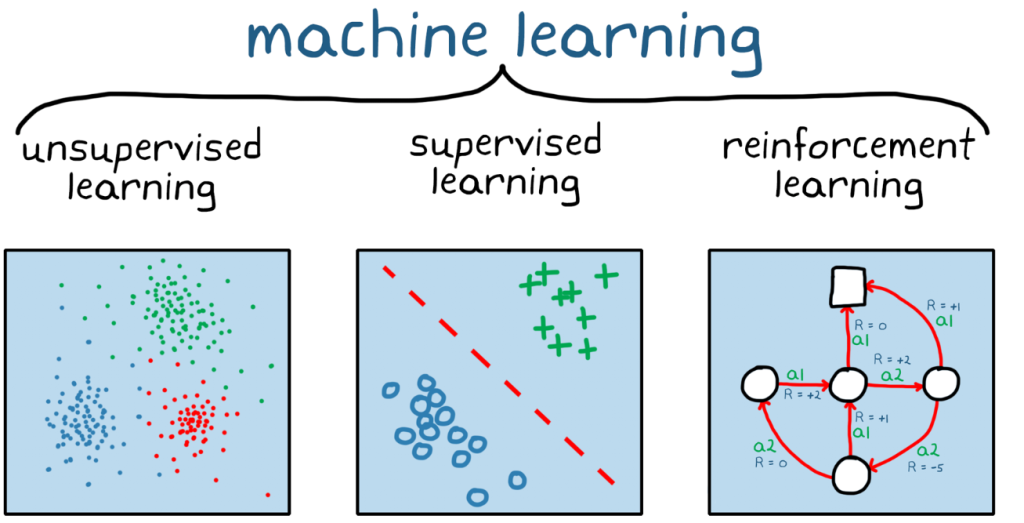 machine learning
unsupervised
learning
supervised
learning
reinforcement
learning
R = +1
a1
R = 0
a1
R = +2
a1
a2
R = +2
R = +1
a1
a2
R = 0
a2
R = -5